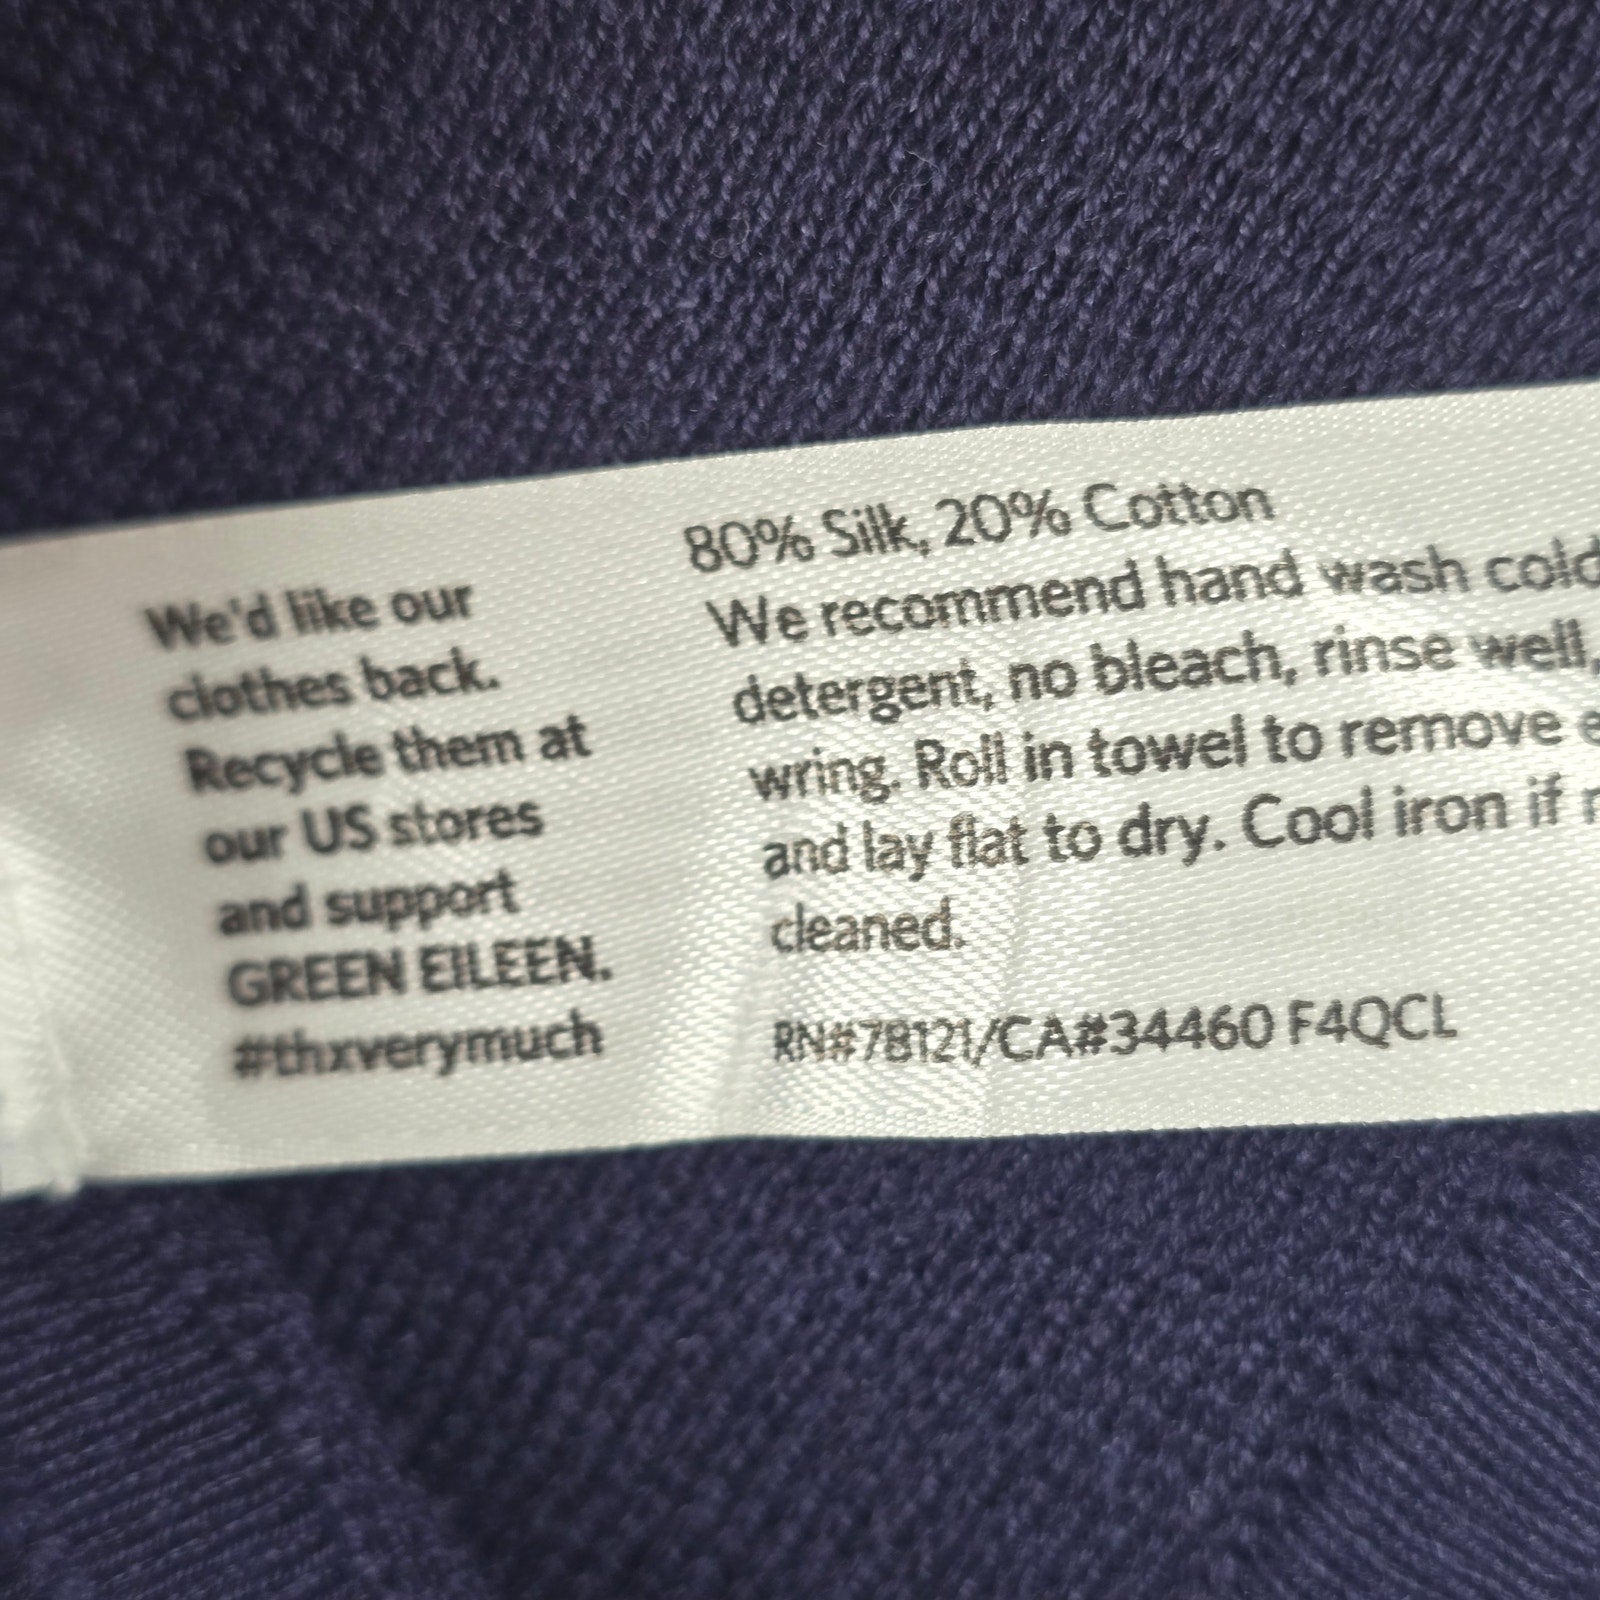 We'd like our
clothes back.
Recycle them at
our US stores
and support
GREEN EILEEN.
#thxverymuch
80% Silk, 20% Cotton
We recommend hand wash cold
detergent, no bleach, rinse well,
wring. Roll in towel to remove
and lay flat to dry. Cool iron if
cleaned.
RN#78121/CA#34460 F4QCL